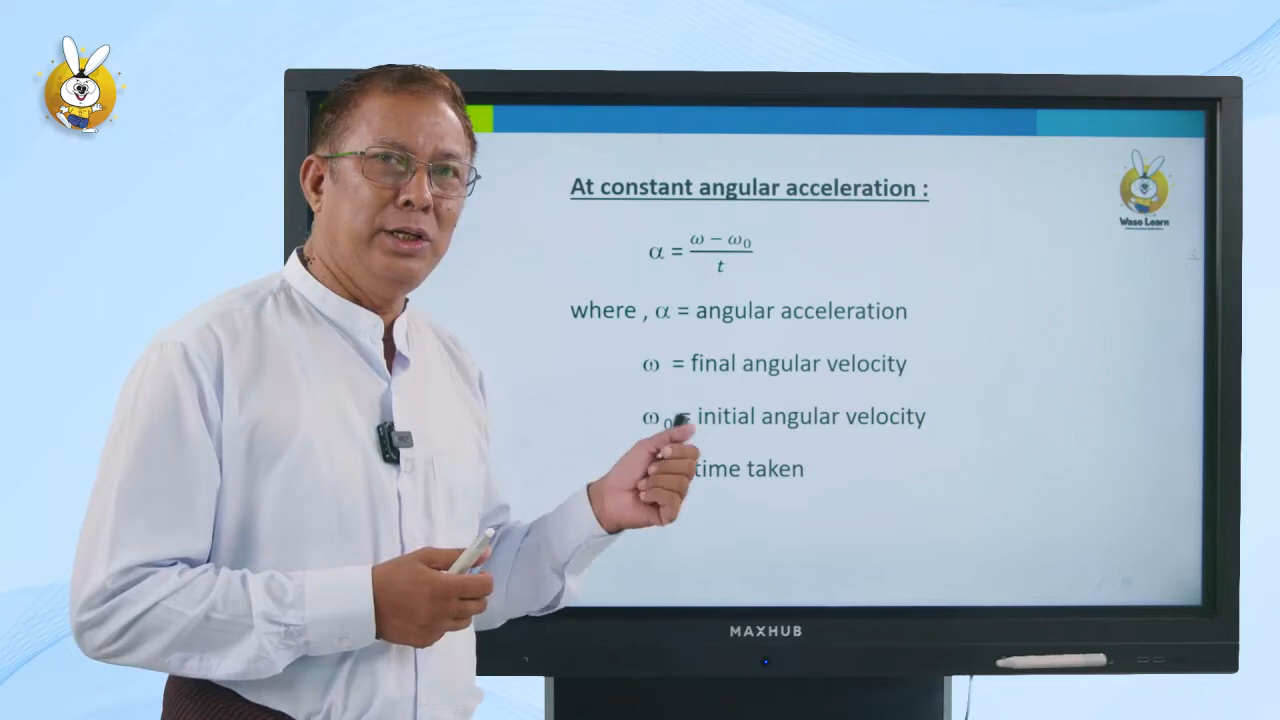 At constant angular acceleration :
α = ω − ω₀ / t
where , α = angular acceleration
ω = final angular velocity
ω ₀ = initial angular velocity
time taken
Waso Learn
MAXHUB